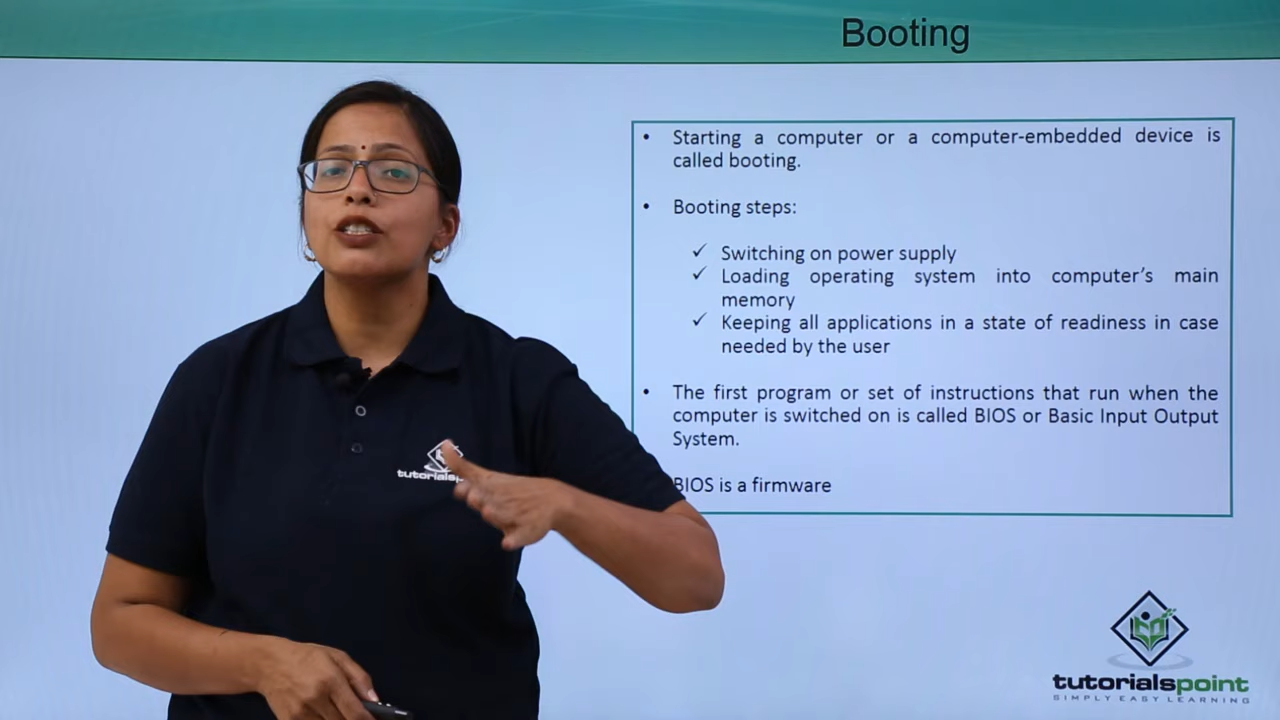 Booting
• Starting a computer or a computer-embedded device is
called booting.
• Booting steps:
✓ Switching on power supply
✓ Loading operating system into computer's main
memory
✓ Keeping all applications in a state of readiness in case
needed by the user
• The first program or set of instructions that run when the
computer is switched on is called BIOS or Basic Input Output
System.
BIOS is a firmware
tutorialsp
tutorialspoint
SIMPLY EASY LEARNING